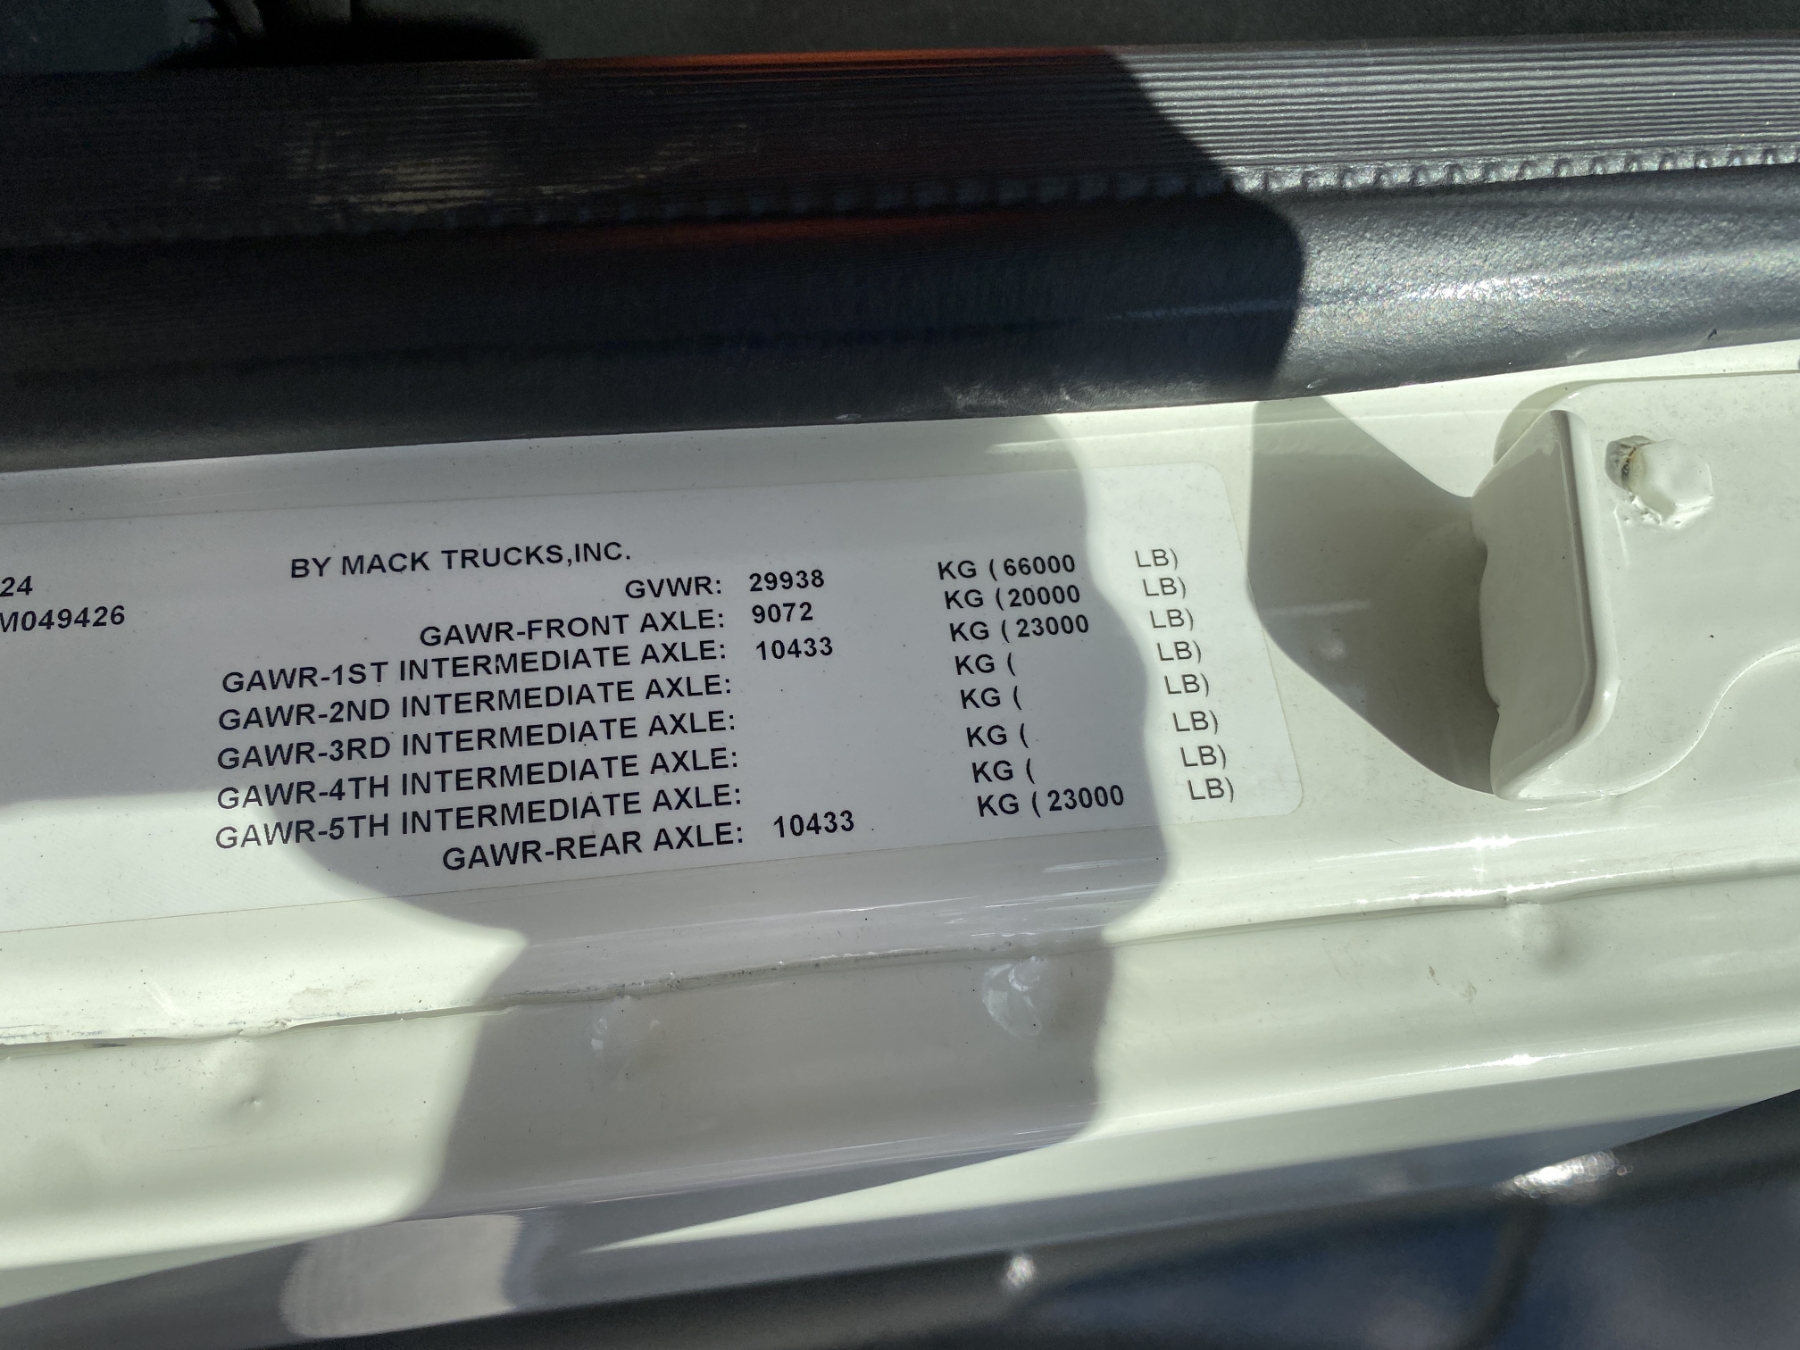 BY MACK TRUCKS,INC.
24
M049426
GVWR: 29938 KG (66000 LB)
GAWR-FRONT AXLE: 9072 KG (20000 LB)
GAWR-1ST INTERMEDIATE AXLE: 10433 KG (23000 LB)
GAWR-2ND INTERMEDIATE AXLE: KG ( LB)
GAWR-3RD INTERMEDIATE AXLE: KG ( LB)
GAWR-4TH INTERMEDIATE AXLE: KG ( LB)
GAWR-5TH INTERMEDIATE AXLE: KG ( LB)
GAWR-REAR AXLE: 10433 KG (23000 LB)